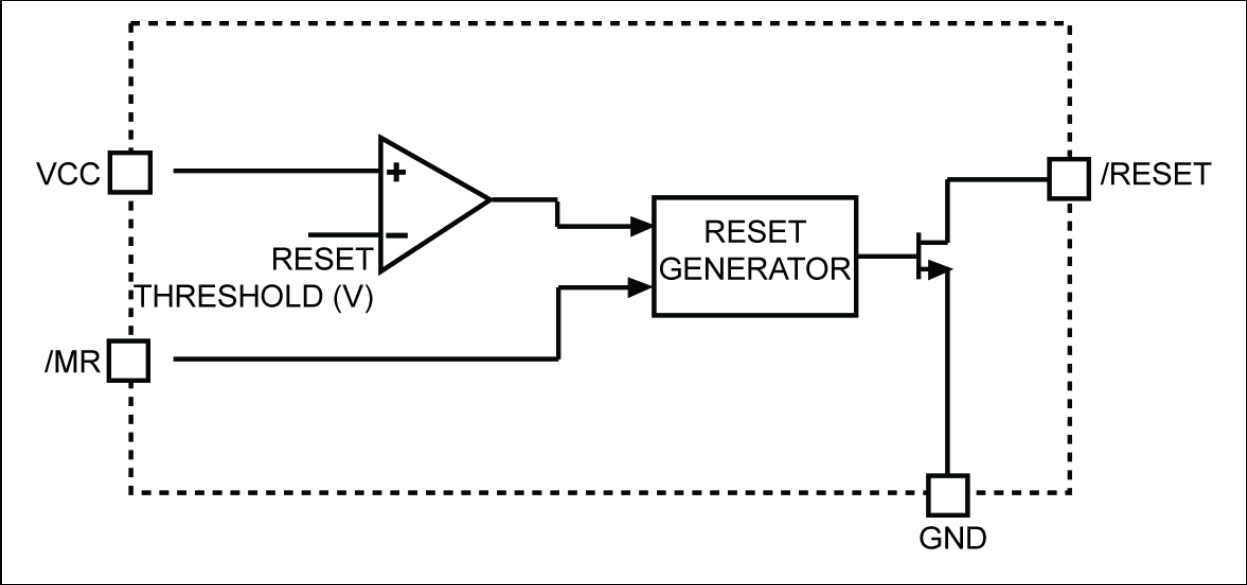 VCC
+
−
RESET
THRESHOLD (V)
/MR
RESET
GENERATOR
/RESET
GND